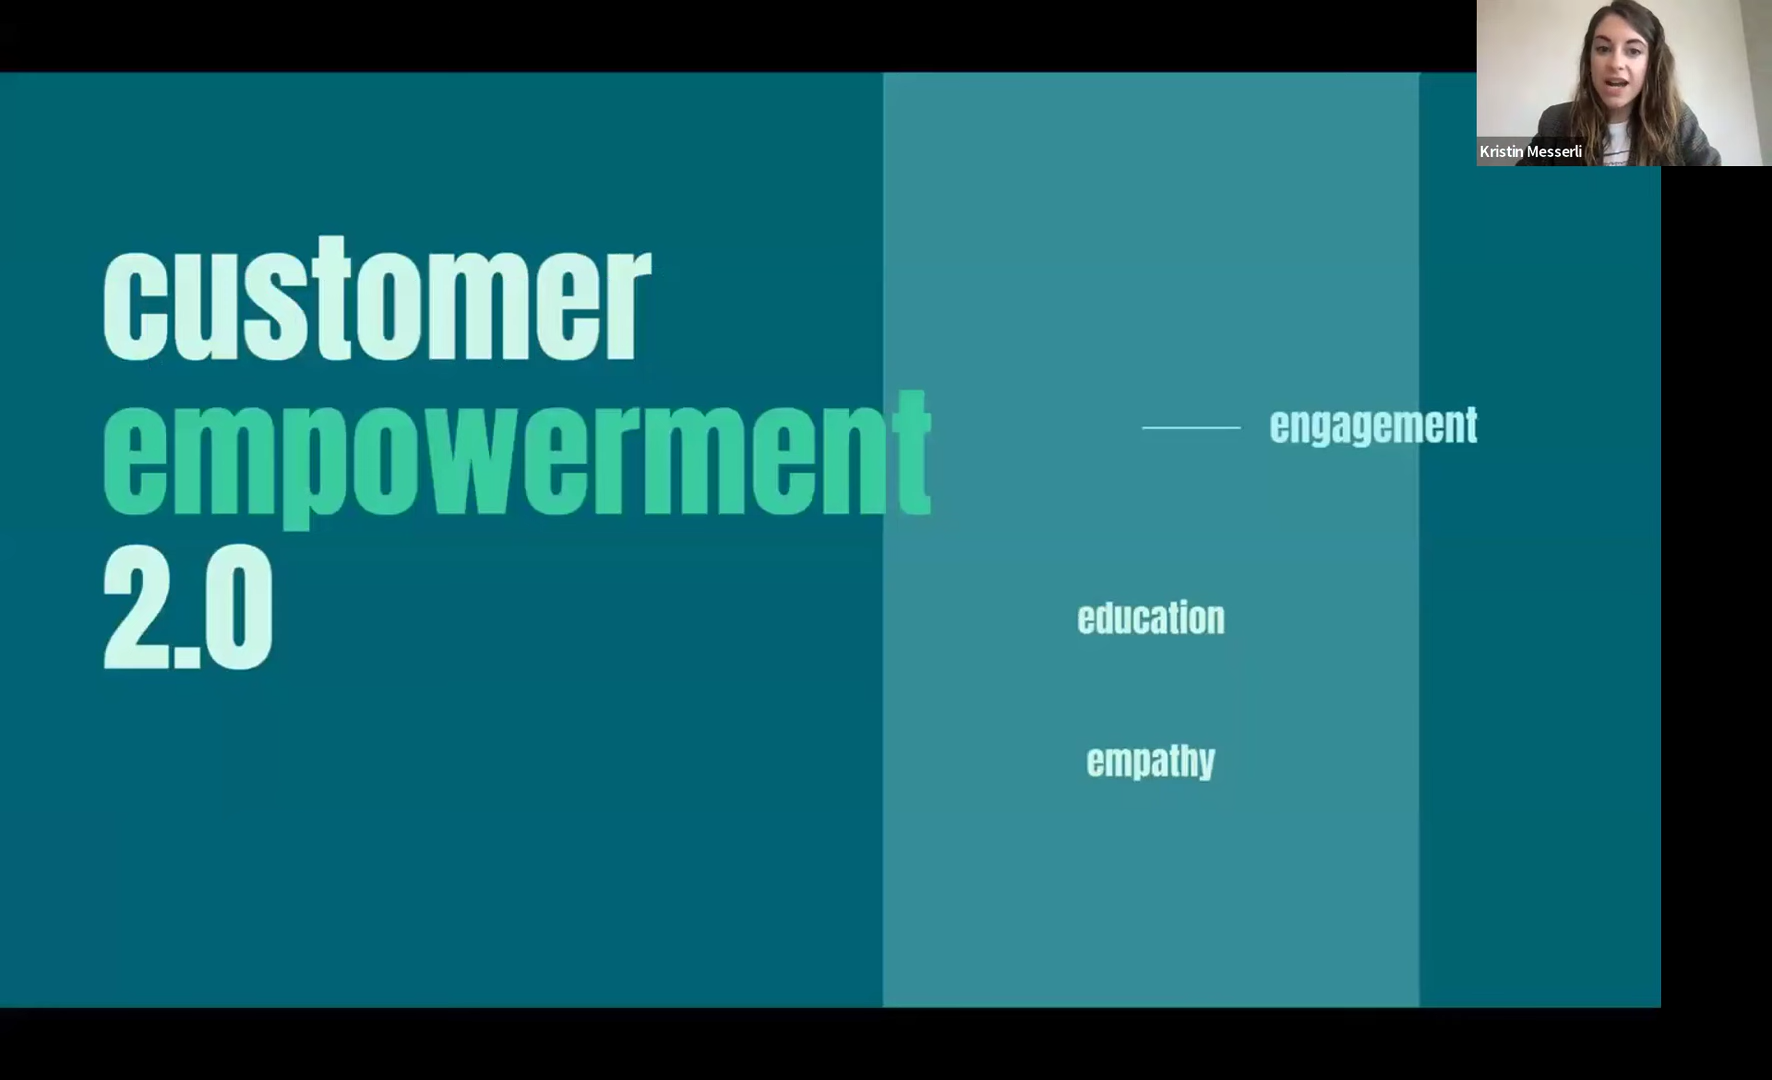 Kristin Messerli
customer
empowerment
2.0
engagement
education
empathy